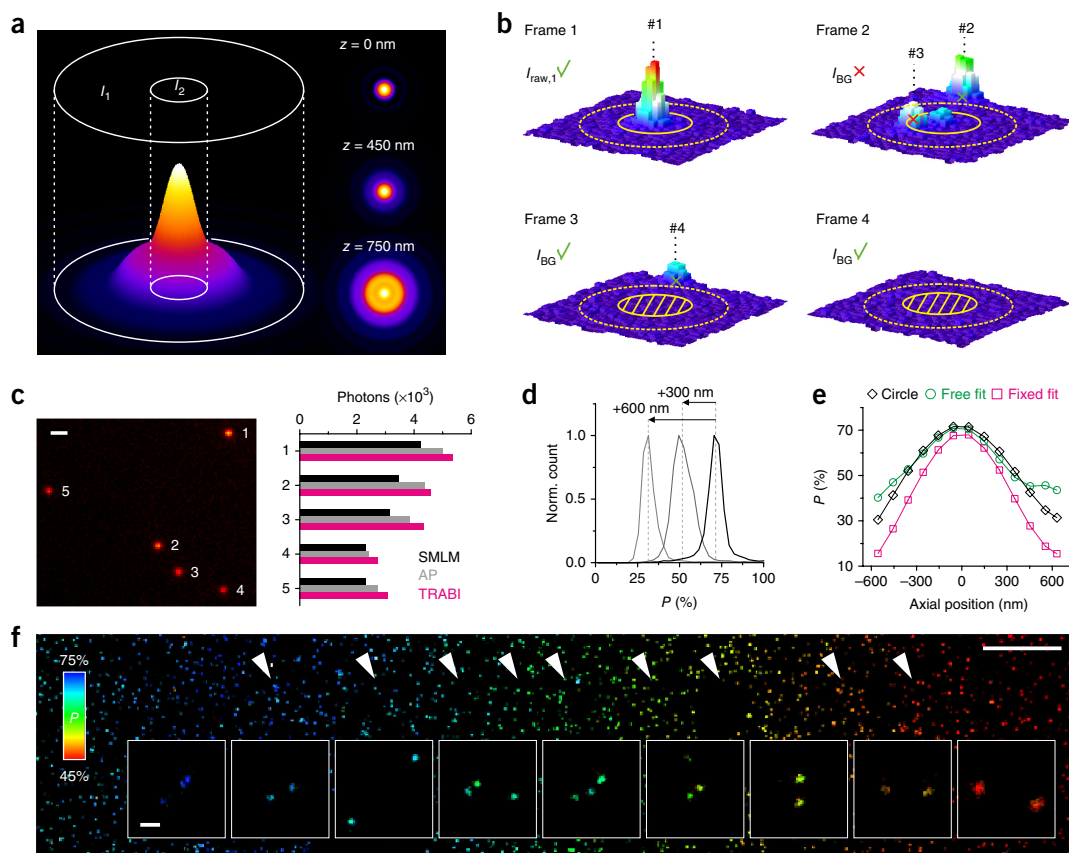 a
I1
I2
z = 0 nm
z = 450 nm
z = 750 nm
b
Frame 1
#1
Iraw,1 ✓
Frame 2
#2
#3
IBG ×
Frame 3
#4
IBG ✓
Frame 4
IBG ✓
c
1
5
2
3
4
Photons (×10³)
0 2 4 6
1
2
3
4
5
SMLM
AP
TRABI
d
+300 nm
+600 nm
Norm. count
1.0
0.5
0
0 25 50 75 100
P (%)
e
Circle Free fit Fixed fit
P (%)
70
50
30
10
−600 −300 0 300 600
Axial position (nm)
f
75%
P
45%